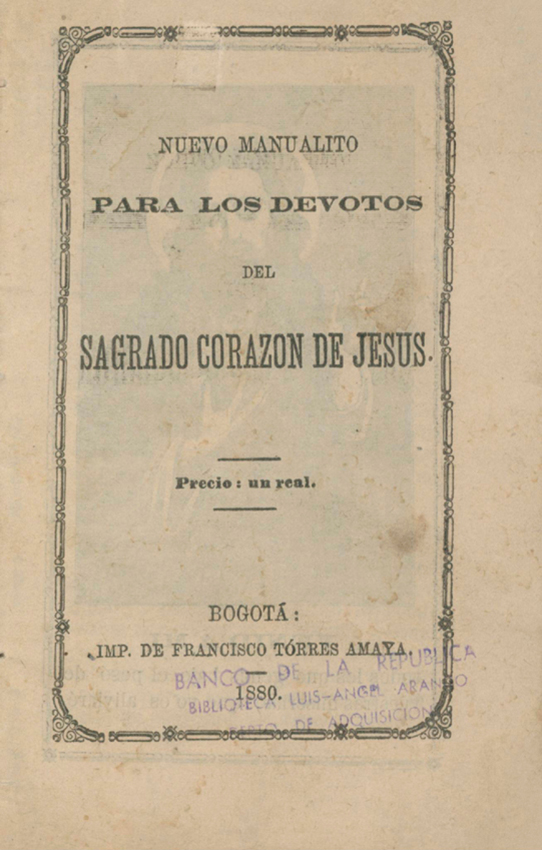 NUEVO MANUALITO
PARA LOS DEVOTOS
DEL
SAGRADO CORAZON DE JESUS.
Precio: un real.
BOGOTÁ:
IMP. DE FRANCISCO TÓRRES AMAYA.
1880.
BANCO DE LA REPUBLICA
BIBLIOTECA LUIS-ANGEL ARANGO
DEPTO. DE ADQUISICION